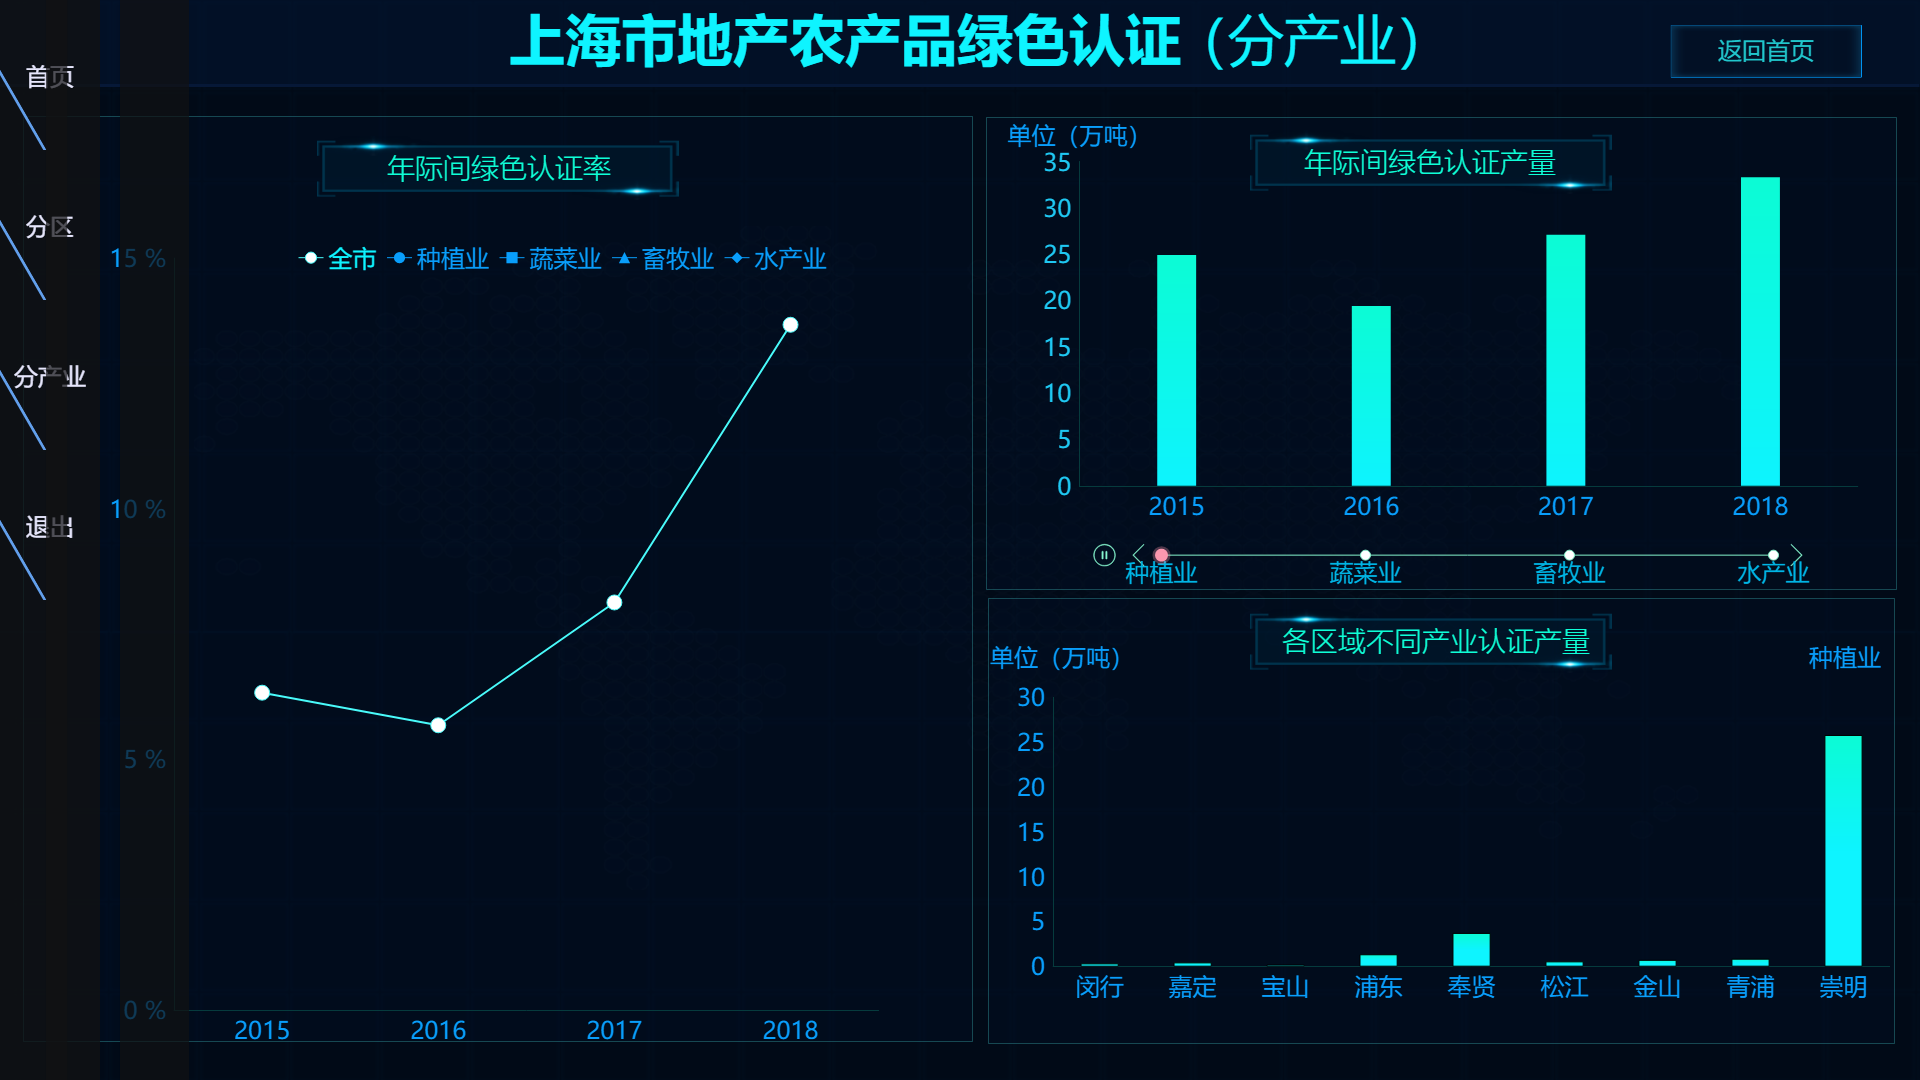 上海市地产农产品绿色认证（分产业）
返回首页
首页
分区
分产业
退出
年际间绿色认证率
全市 种植业 蔬菜业 畜牧业 水产业
15 %
10 %
5 %
0 %
2015 2016 2017 2018
单位（万吨）
年际间绿色认证产量
35
30
25
20
15
10
5
0
2015 2016 2017 2018
种植业 蔬菜业 畜牧业 水产业
各区域不同产业认证产量
单位（万吨） 种植业
30
25
20
15
10
5
0
闵行 嘉定 宝山 浦东 奉贤 松江 金山 青浦 崇明